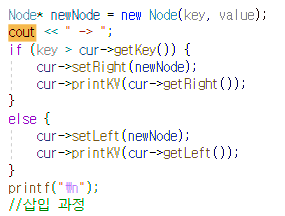 Node* newNode = new Node(key, value);
cout << " -> ";
if (key > cur->getKey()) {
cur->setRight(newNode);
cur->printKV(cur->getRight());
}
else {
cur->setLeft(newNode);
cur->printKV(cur->getLeft());
}
printf("₩n");
//삽입 과정